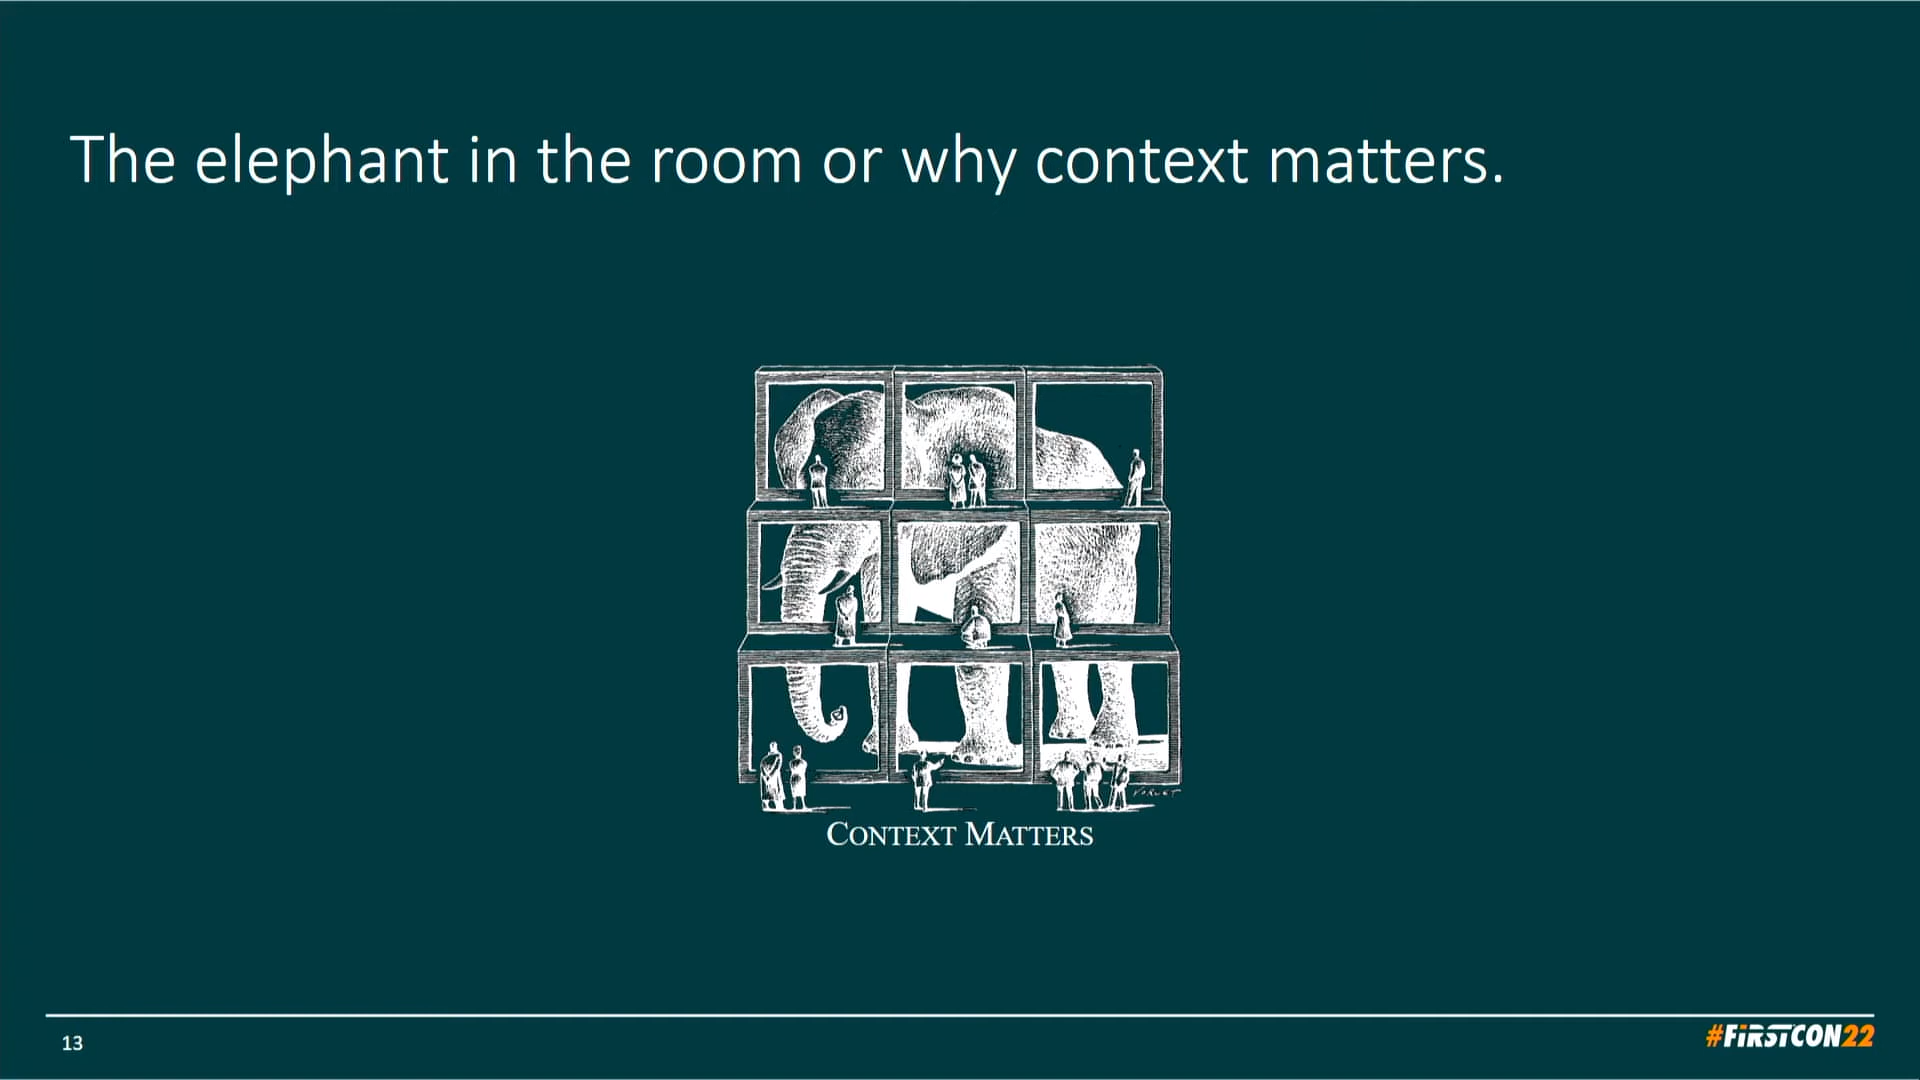 The elephant in the room or why context matters.
CONTEXT MATTERS
13
#FiRSTCON22